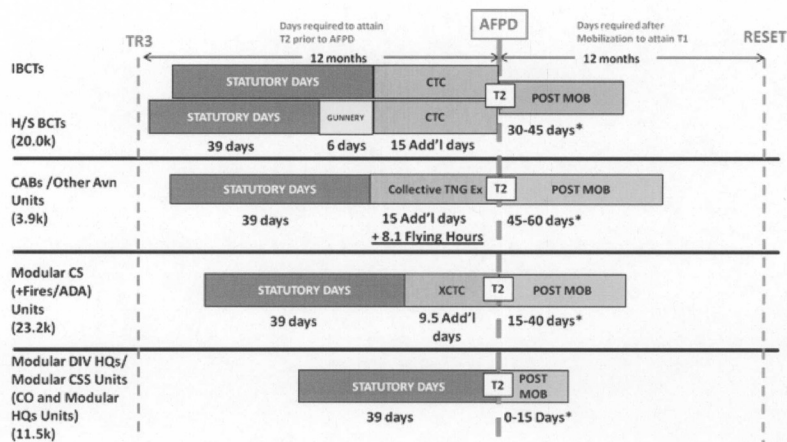 Days required to attain
T2 prior to AFPD
AFPD
Days required after
Mobilization to attain T1
TR3
RESET
12 months
12 months
IBCTs
STATUTORY DAYS
CTC
T2
POST MOB
H/S BCTs
(20.0k)
STATUTORY DAYS
GUNNERY
CTC
39 days
6 days
15 Add'l days
30-45 days*
CABs /Other Avn
Units
(3.9k)
STATUTORY DAYS
Collective TNG Ex
T2
POST MOB
39 days
15 Add'l days
+ 8.1 Flying Hours
45-60 days*
Modular CS
(+Fires/ADA)
Units
(23.2k)
STATUTORY DAYS
XCTC
T2
POST MOB
39 days
9.5 Add'l
days
15-40 days*
Modular DIV HQs/
Modular CSS Units
(CO and Modular
HQs Units)
(11.5k)
STATUTORY DAYS
T2
POST
MOB
39 days
0-15 Days*